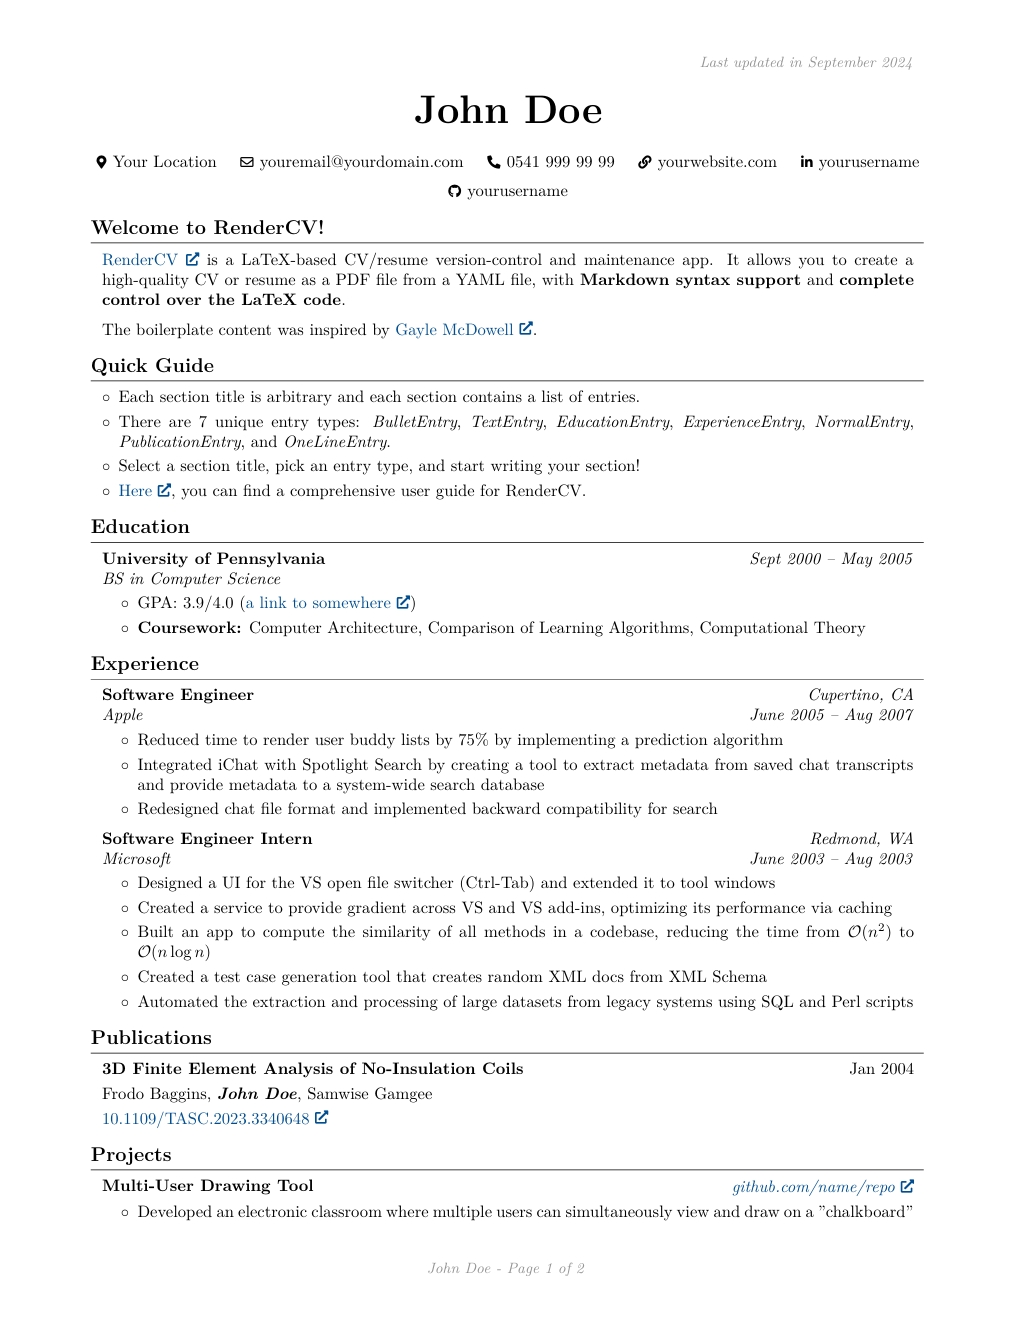 Last updated in September 2024
John Doe
Your Location youremail@yourdomain.com 0541 999 99 99 yourwebsite.com yourusername
yourusername
Welcome to RenderCV!
RenderCV is a LaTeX-based CV/resume version-control and maintenance app. It allows you to create a
high-quality CV or resume as a PDF file from a YAML file, with Markdown syntax support and complete
control over the LaTeX code.
The boilerplate content was inspired by Gayle McDowell.
Quick Guide
◦ Each section title is arbitrary and each section contains a list of entries.
◦ There are 7 unique entry types: BulletEntry, TextEntry, EducationEntry, ExperienceEntry, NormalEntry,
PublicationEntry, and OneLineEntry.
◦ Select a section title, pick an entry type, and start writing your section!
◦ Here, you can find a comprehensive user guide for RenderCV.
Education
University of Pennsylvania Sept 2000 – May 2005
BS in Computer Science
◦ GPA: 3.9/4.0 (a link to somewhere)
◦ Coursework: Computer Architecture, Comparison of Learning Algorithms, Computational Theory
Experience
Software Engineer Cupertino, CA
Apple June 2005 – Aug 2007
◦ Reduced time to render user buddy lists by 75% by implementing a prediction algorithm
◦ Integrated iChat with Spotlight Search by creating a tool to extract metadata from saved chat transcripts
and provide metadata to a system-wide search database
◦ Redesigned chat file format and implemented backward compatibility for search
Software Engineer Intern Redmond, WA
Microsoft June 2003 – Aug 2003
◦ Designed a UI for the VS open file switcher (Ctrl-Tab) and extended it to tool windows
◦ Created a service to provide gradient across VS and VS add-ins, optimizing its performance via caching
◦ Built an app to compute the similarity of all methods in a codebase, reducing the time from 𝒪(n²) to
𝒪(n log n)
◦ Created a test case generation tool that creates random XML docs from XML Schema
◦ Automated the extraction and processing of large datasets from legacy systems using SQL and Perl scripts
Publications
3D Finite Element Analysis of No-Insulation Coils Jan 2004
Frodo Baggins, John Doe, Samwise Gamgee
10.1109/TASC.2023.3340648
Projects
Multi-User Drawing Tool github.com/name/repo
◦ Developed an electronic classroom where multiple users can simultaneously view and draw on a ”chalkboard”
John Doe - Page 1 of 2